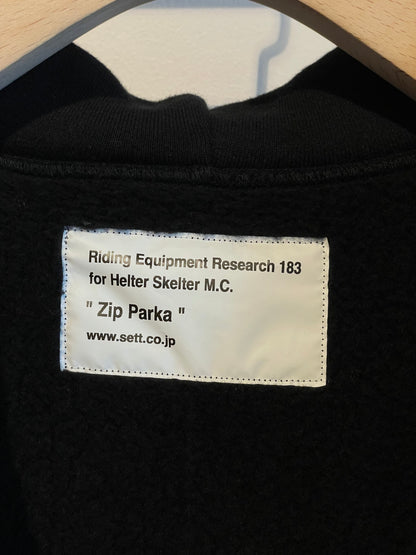 Riding Equipment Research 183
for Helter Skelter M.C.
" Zip Parka "
www.sett.co.jp